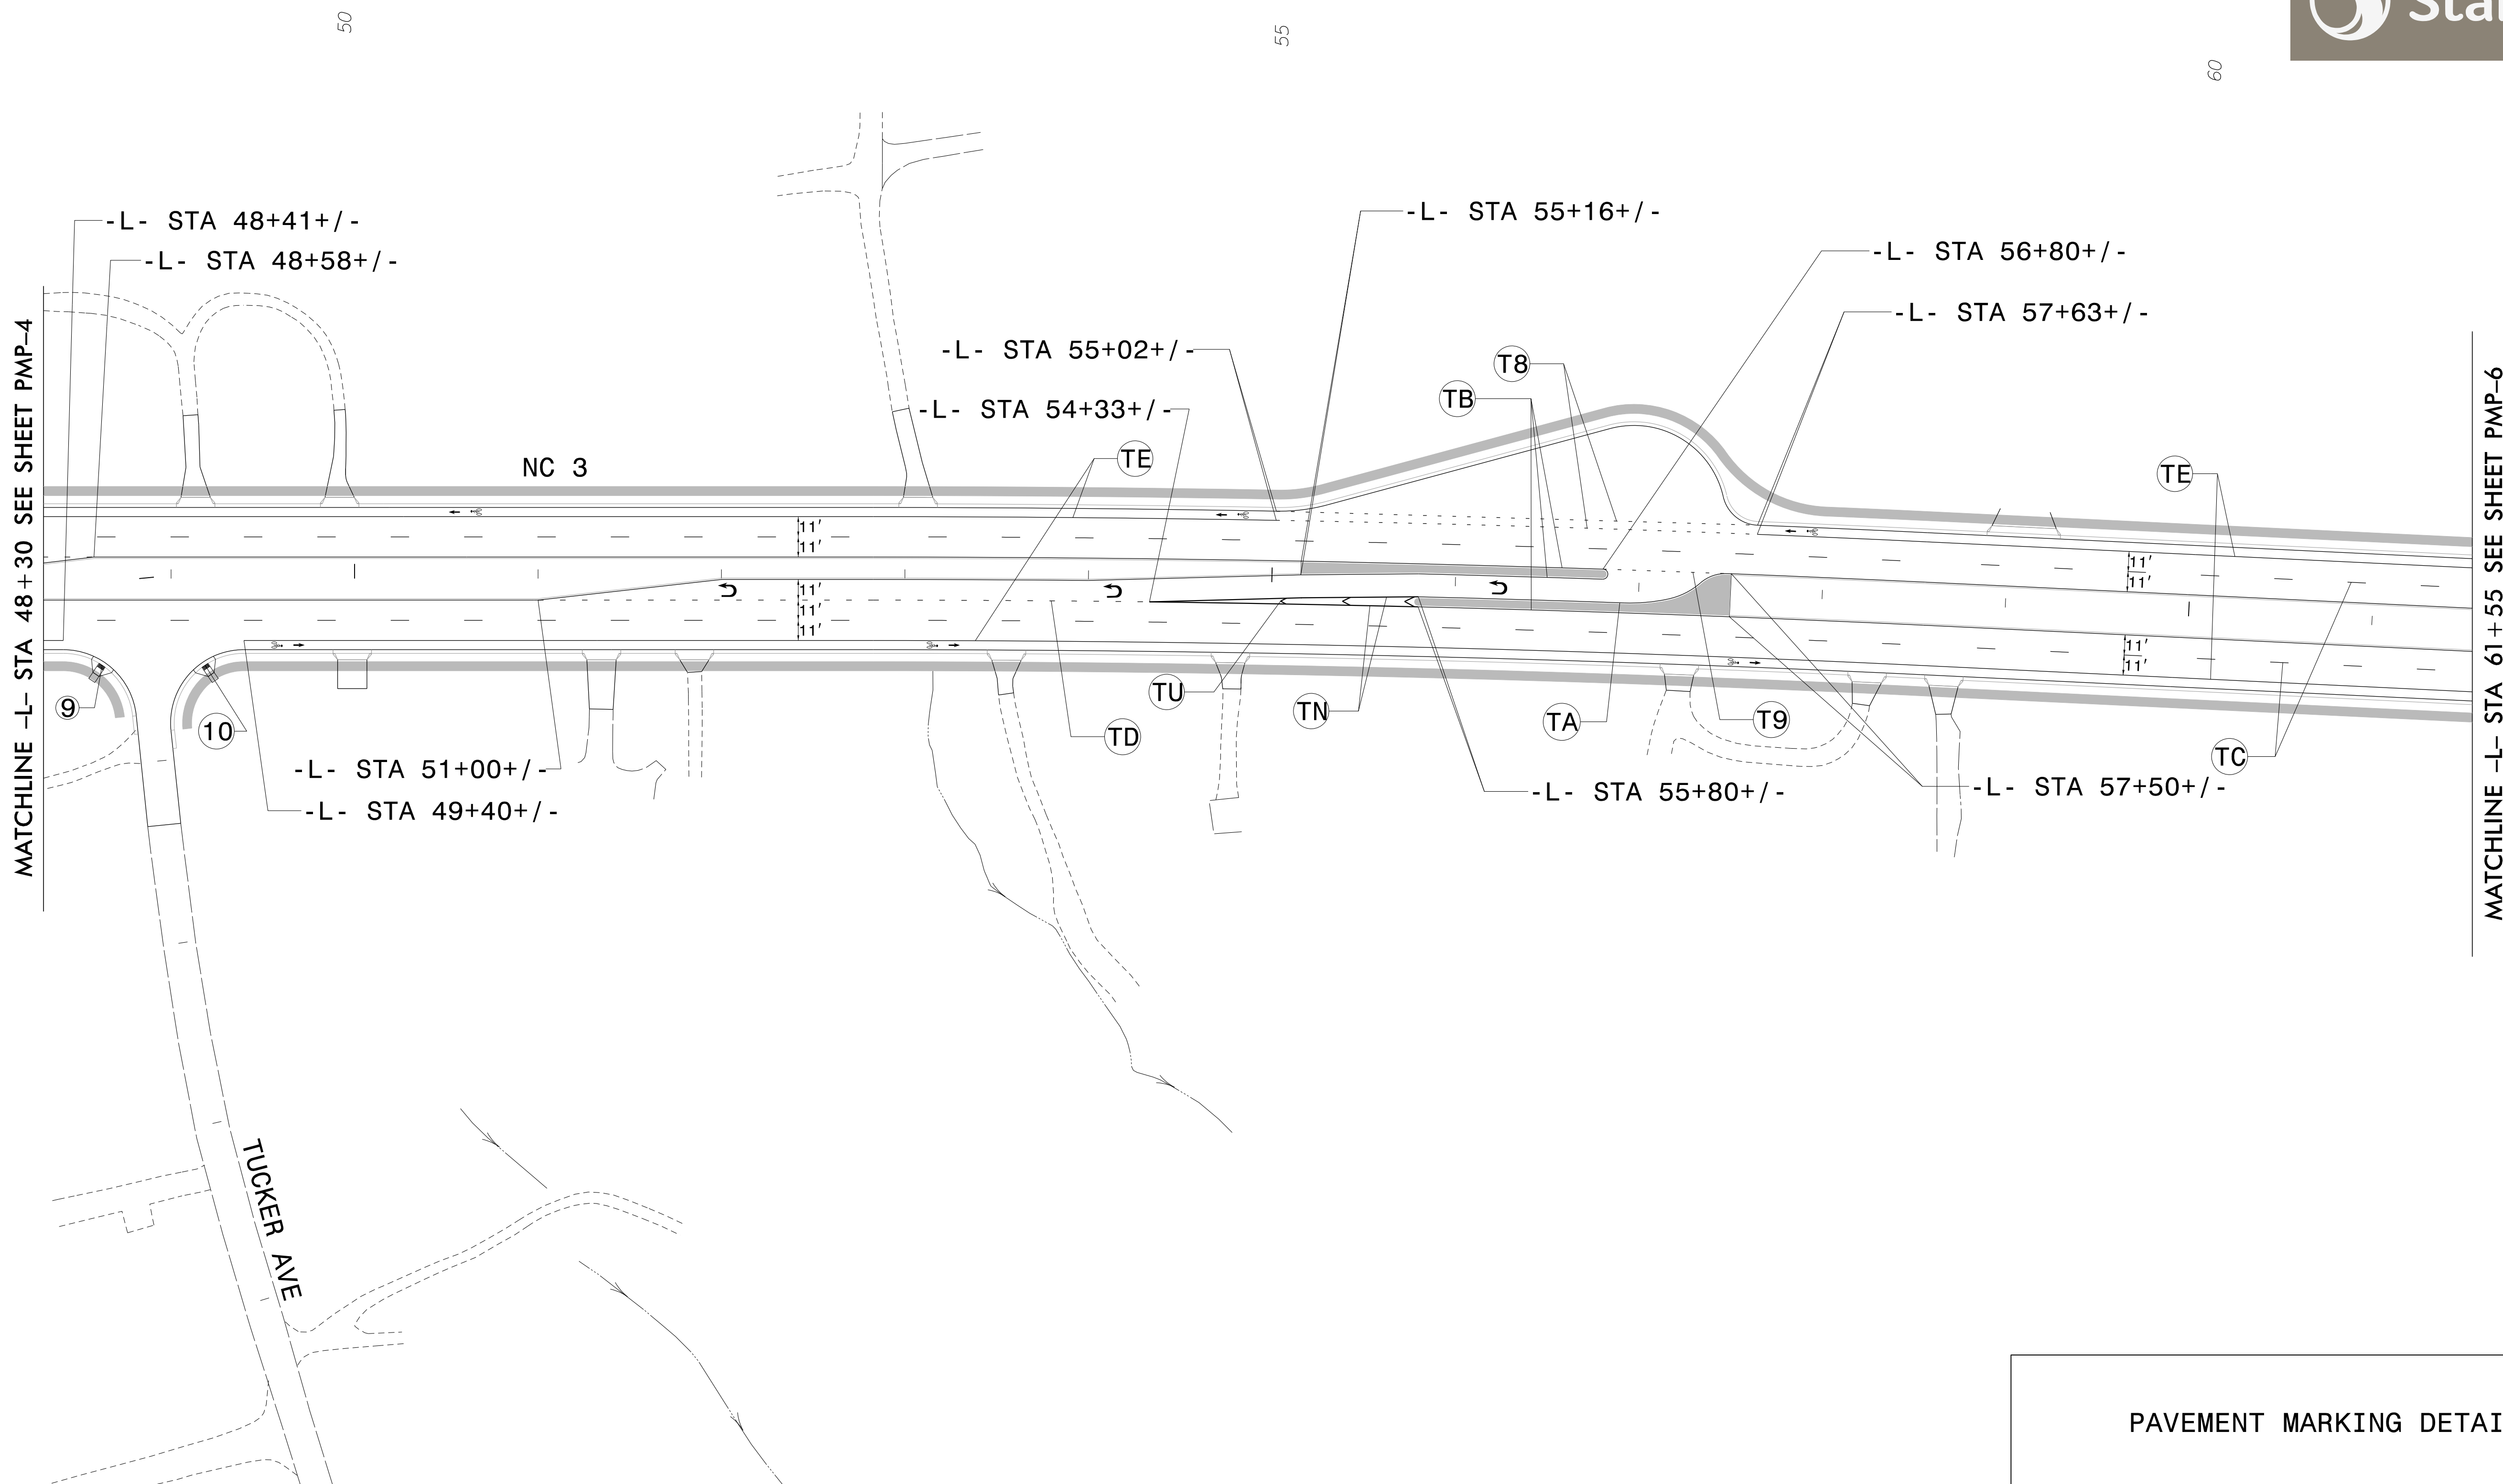 50
55
60
-L- STA 48+41+/-
-L- STA 48+58+/-
-L- STA 55+16+/-
-L- STA 56+80+/-
-L- STA 57+63+/-
-L- STA 55+02+/-
-L- STA 54+33+/-
T8
TB
TE
TE
NC 3
11'
11'
11'
11'
11'
11'
11'
11'
11'
MATCHLINE -L- STA 48+30 SEE SHEET PMP-4
MATCHLINE -L- STA 61+55 SEE SHEET PMP-6
9
10
TU
TN
TD
TA
T9
TC
-L- STA 51+00+/-
-L- STA 49+40+/-
-L- STA 55+80+/-
-L- STA 57+50+/-
TUCKER AVE
PAVEMENT MARKING